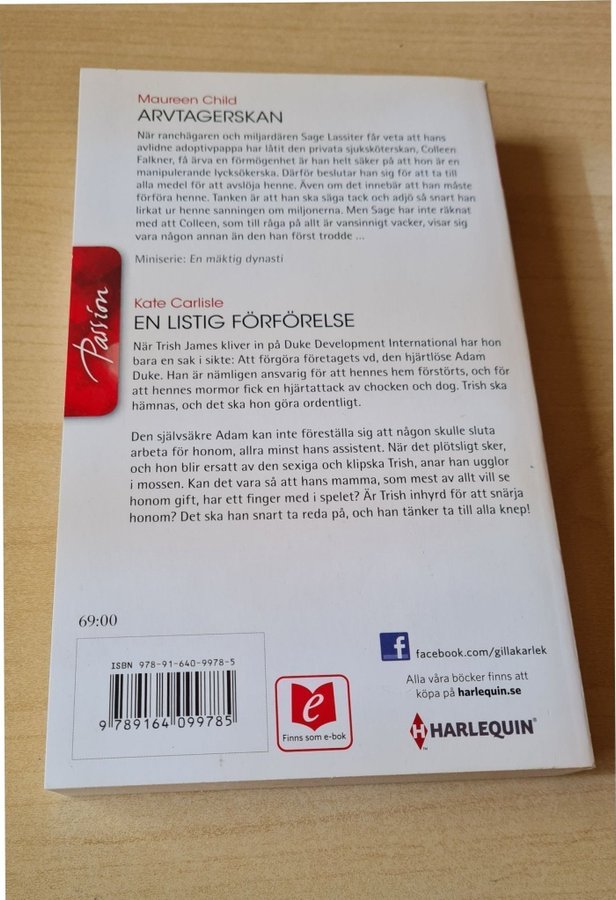 Maureen Child
ARVTAGERSKAN
När ranchägaren och miljardären Sage Lassiter får veta att hans
avlidne adoptivpappa har låtit den privata sjuksköterskan, Colleen
Falkner, få ärva en förmögenhet är han helt säker på att hon är en
manipulerande lycksökerska. Därför beslutar han sig för att ta till
alla medel för att avslöja henne. Även om det innebär att han måste
förföra henne. Tanken är att han ska säga tack och adjö så snart han
lirkat ur henne sanningen om miljonerna. Men Sage har inte räknat
med att Colleen, som till råga på allt är vansinnigt vacker, visar sig
vara någon annan än den han först trodde ...
Miniserie: En mäktig dynasti
Passion
Kate Carlisle
EN LISTIG FÖRFÖRELSE
När Trish James kliver in på Duke Development International har hon
bara en sak i sikte: Att förgöra företagets vd, den hjärtlöse Adam
Duke. Han är nämligen ansvarig för att hennes hem förstörts, och för
att hennes mormor fick en hjärtattack av chocken och dog. Trish ska
hämnas, och det ska hon göra ordentligt.
Den självsäkre Adam kan inte föreställa sig att någon skulle sluta
arbeta för honom, allra minst hans assistent. När det plötsligt sker,
och hon blir ersatt av den sexiga och klipska Trish, anar han ugglor
i mossen. Kan det vara så att hans mamma, som mest av allt vill se
honom gift, har ett finger med i spelet? Är Trish inhyrd för att snärja
honom? Det ska han snart ta reda på, och han tänker ta till alla knep!
69:00
ISBN 978-91-640-9978-5
9 789164 099785
e
Finns som e-bok
f
facebook.com/gillakarlek
Alla våra böcker finns att
köpa på harlequin.se
H HARLEQUIN®
™